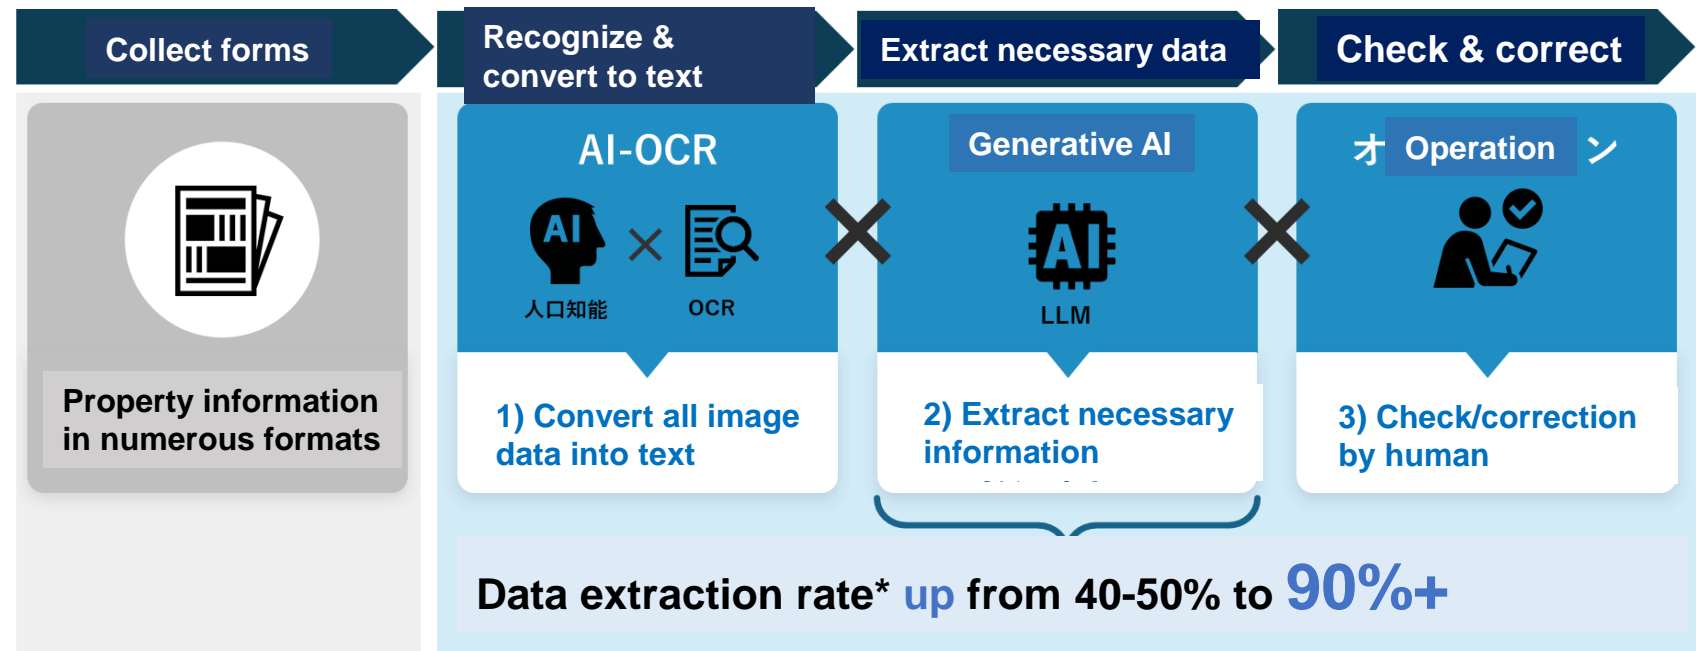 Collect forms
Recognize &
convert to text
Extract necessary data
Check & correct
Property information
in numerous formats
AI-OCR
AI
人口知能
OCR
1) Convert all image
data into text
Generative AI
AI
LLM
2) Extract necessary
information
オ Operation ン
3) Check/correction
by human
Data extraction rate* up from 40-50% to 90%+